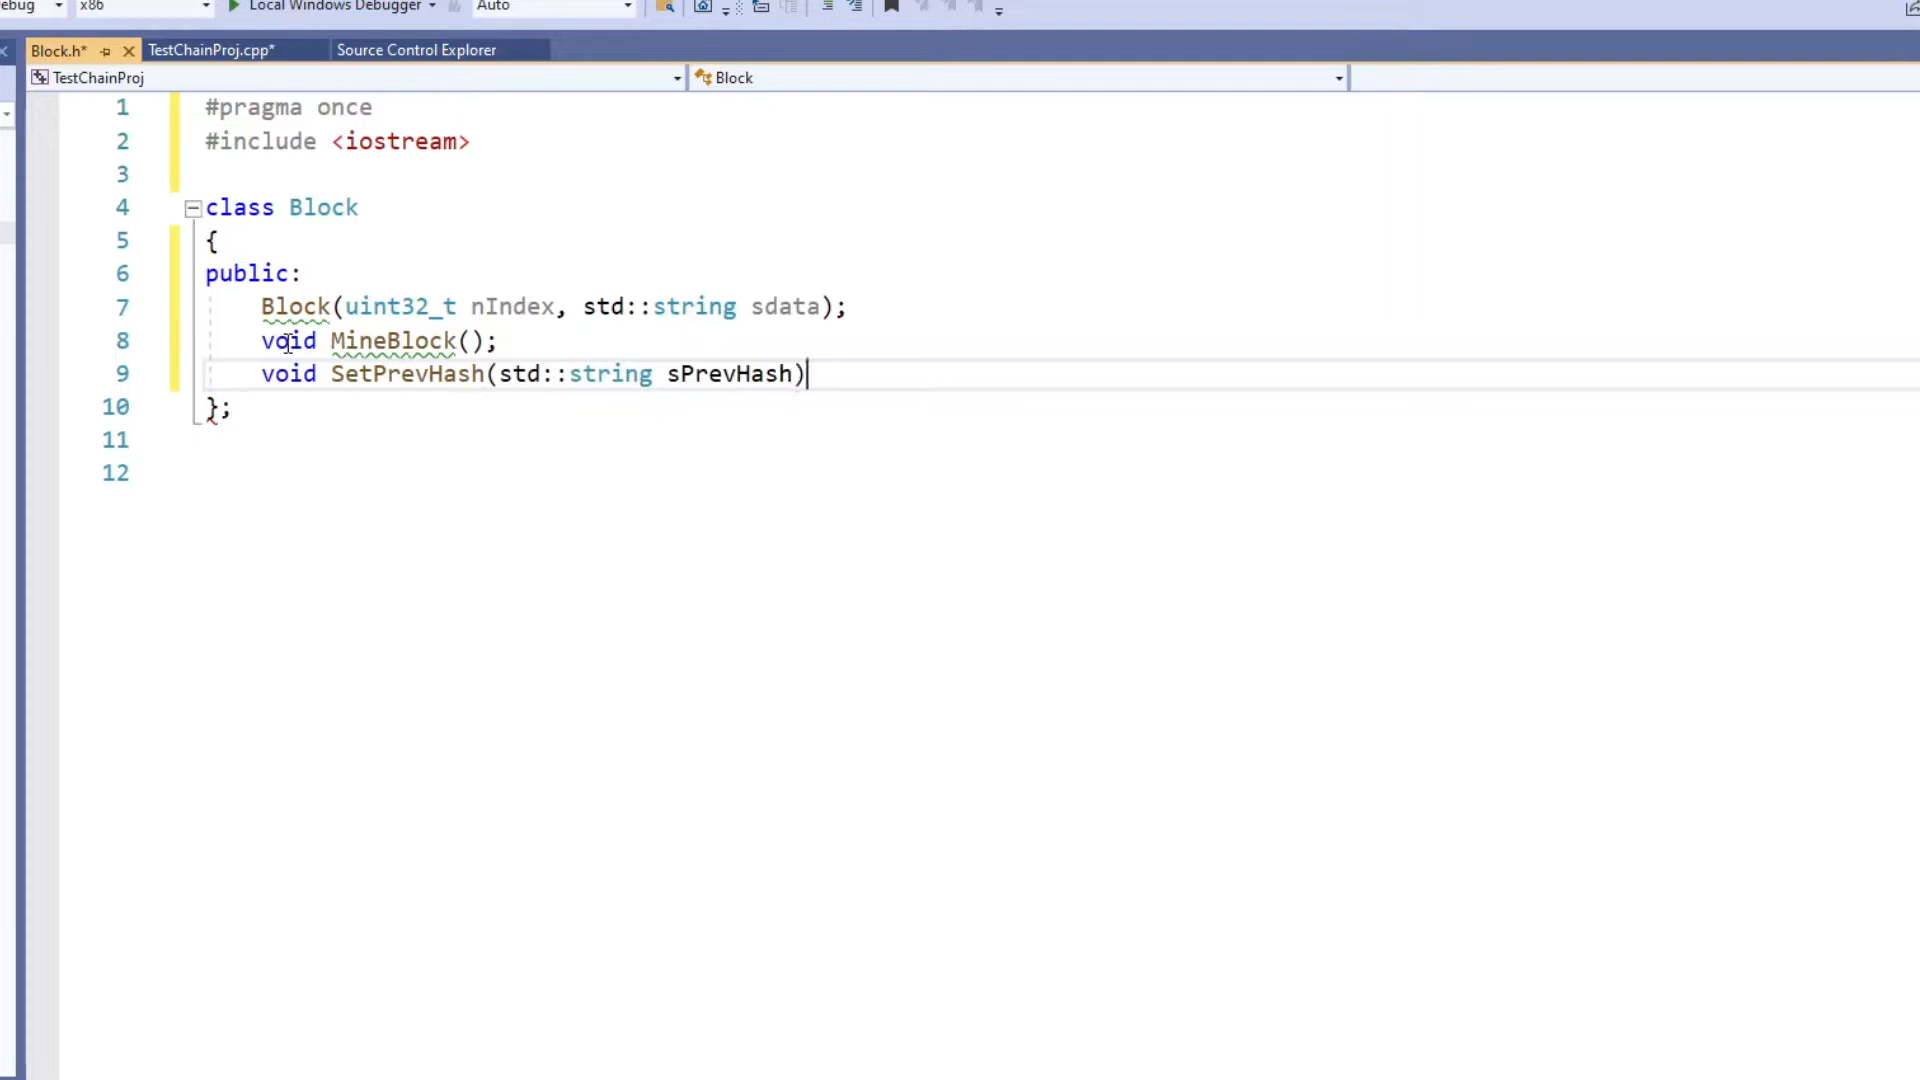 ebug x86 Local Windows Debugger Auto
Block.h* TestChainProj.cpp* Source Control Explorer
TestChainProj Block
1 #pragma once
2 #include <iostream>
3
4 class Block
5 {
6 public:
7 Block(uint32_t nIndex, std::string sdata);
8 void MineBlock();
9 void SetPrevHash(std::string sPrevHash)
10 };
11
12